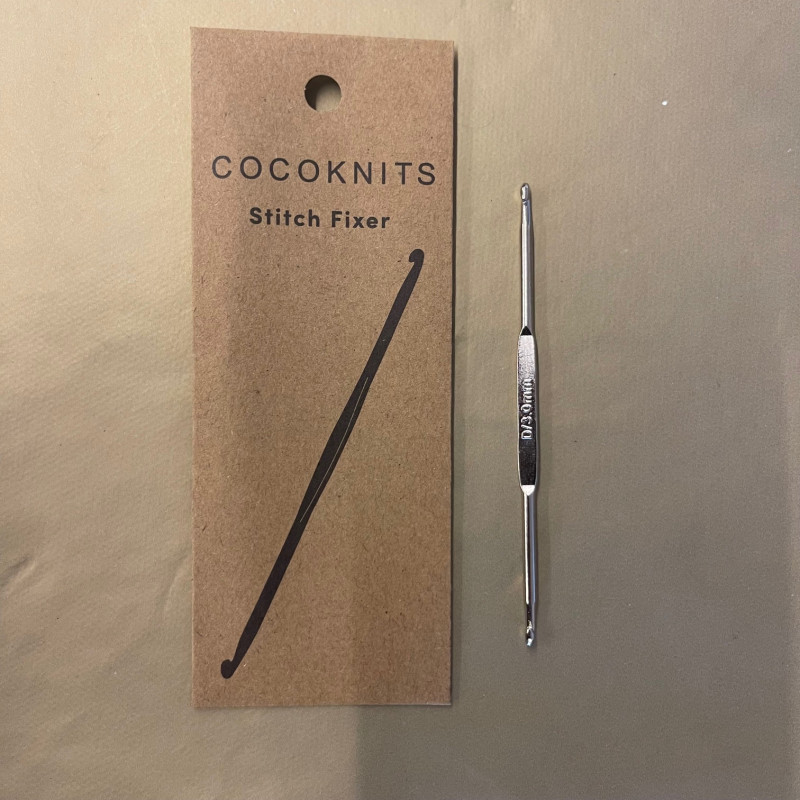 COCOKNITS
Stitch Fixer
D/3.0mm